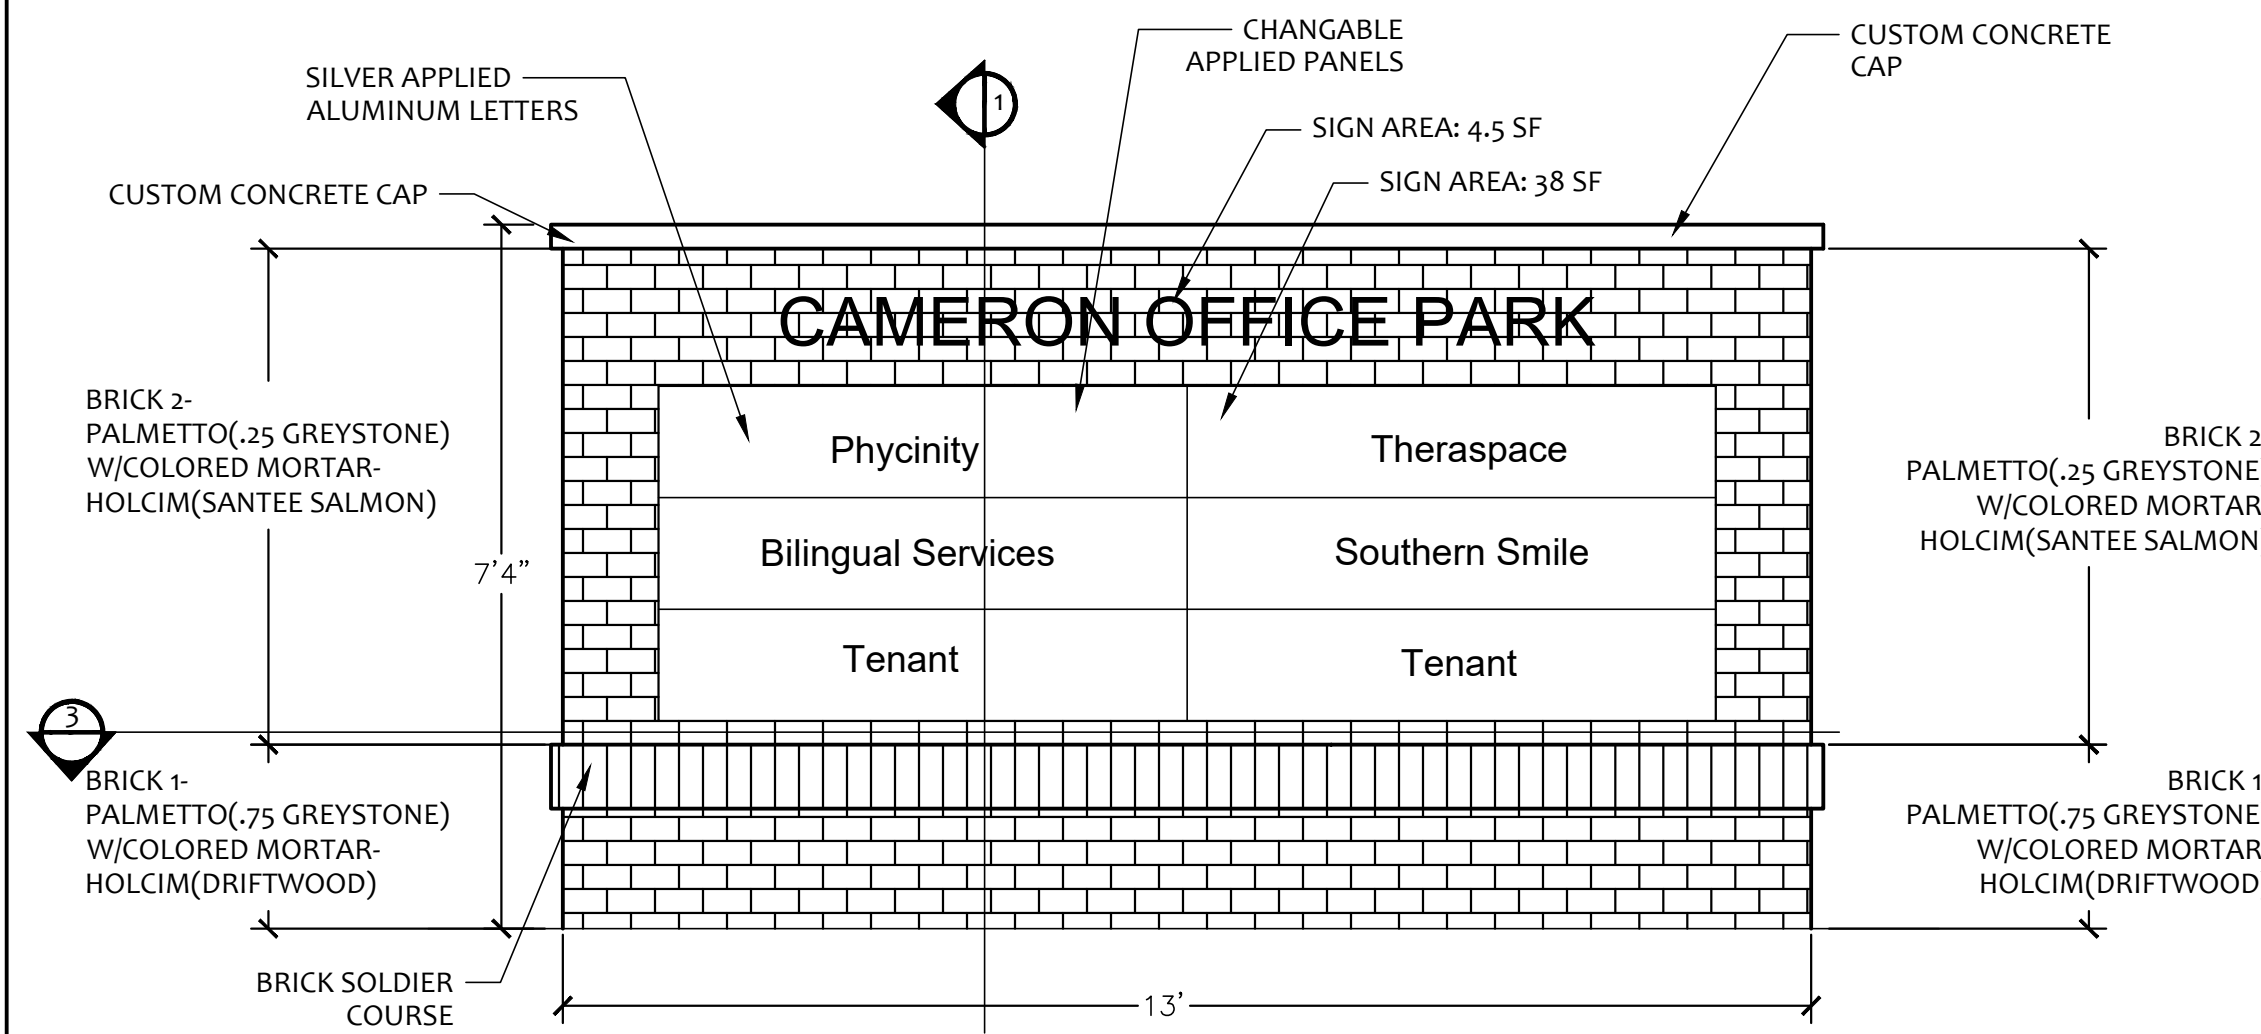 CHANGABLE
APPLIED PANELS
CUSTOM CONCRETE
CAP
SILVER APPLIED
ALUMINUM LETTERS
1
SIGN AREA: 4.5 SF
SIGN AREA: 38 SF
CUSTOM CONCRETE CAP
CAMERON OFFICE PARK
BRICK 2-
PALMETTO(.25 GREYSTONE)
W/COLORED MORTAR-
HOLCIM(SANTEE SALMON)
7'4"
Phycinity
Theraspace
Bilingual Services
Southern Smile
Tenant
Tenant
BRICK 2
PALMETTO(.25 GREYSTONE
W/COLORED MORTAR
HOLCIM(SANTEE SALMON
3
BRICK 1-
PALMETTO(.75 GREYSTONE)
W/COLORED MORTAR-
HOLCIM(DRIFTWOOD)
BRICK 1
PALMETTO(.75 GREYSTONE
W/COLORED MORTAR
HOLCIM(DRIFTWOOD
BRICK SOLDIER
COURSE
13'